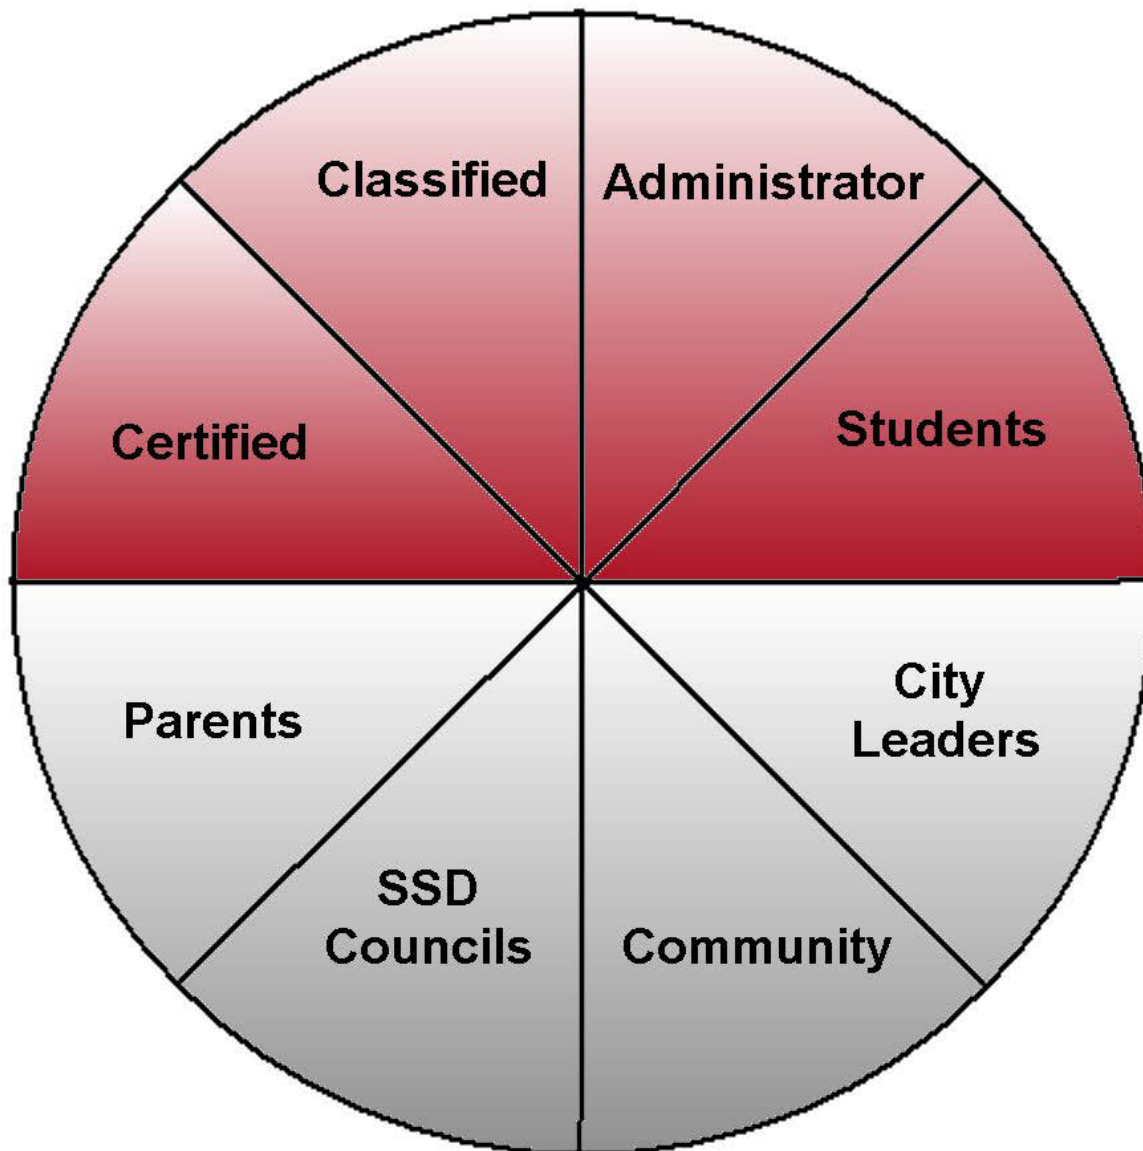 Classified
Administrator
Certified
Students
Parents
City
Leaders
SSD
Councils
Community